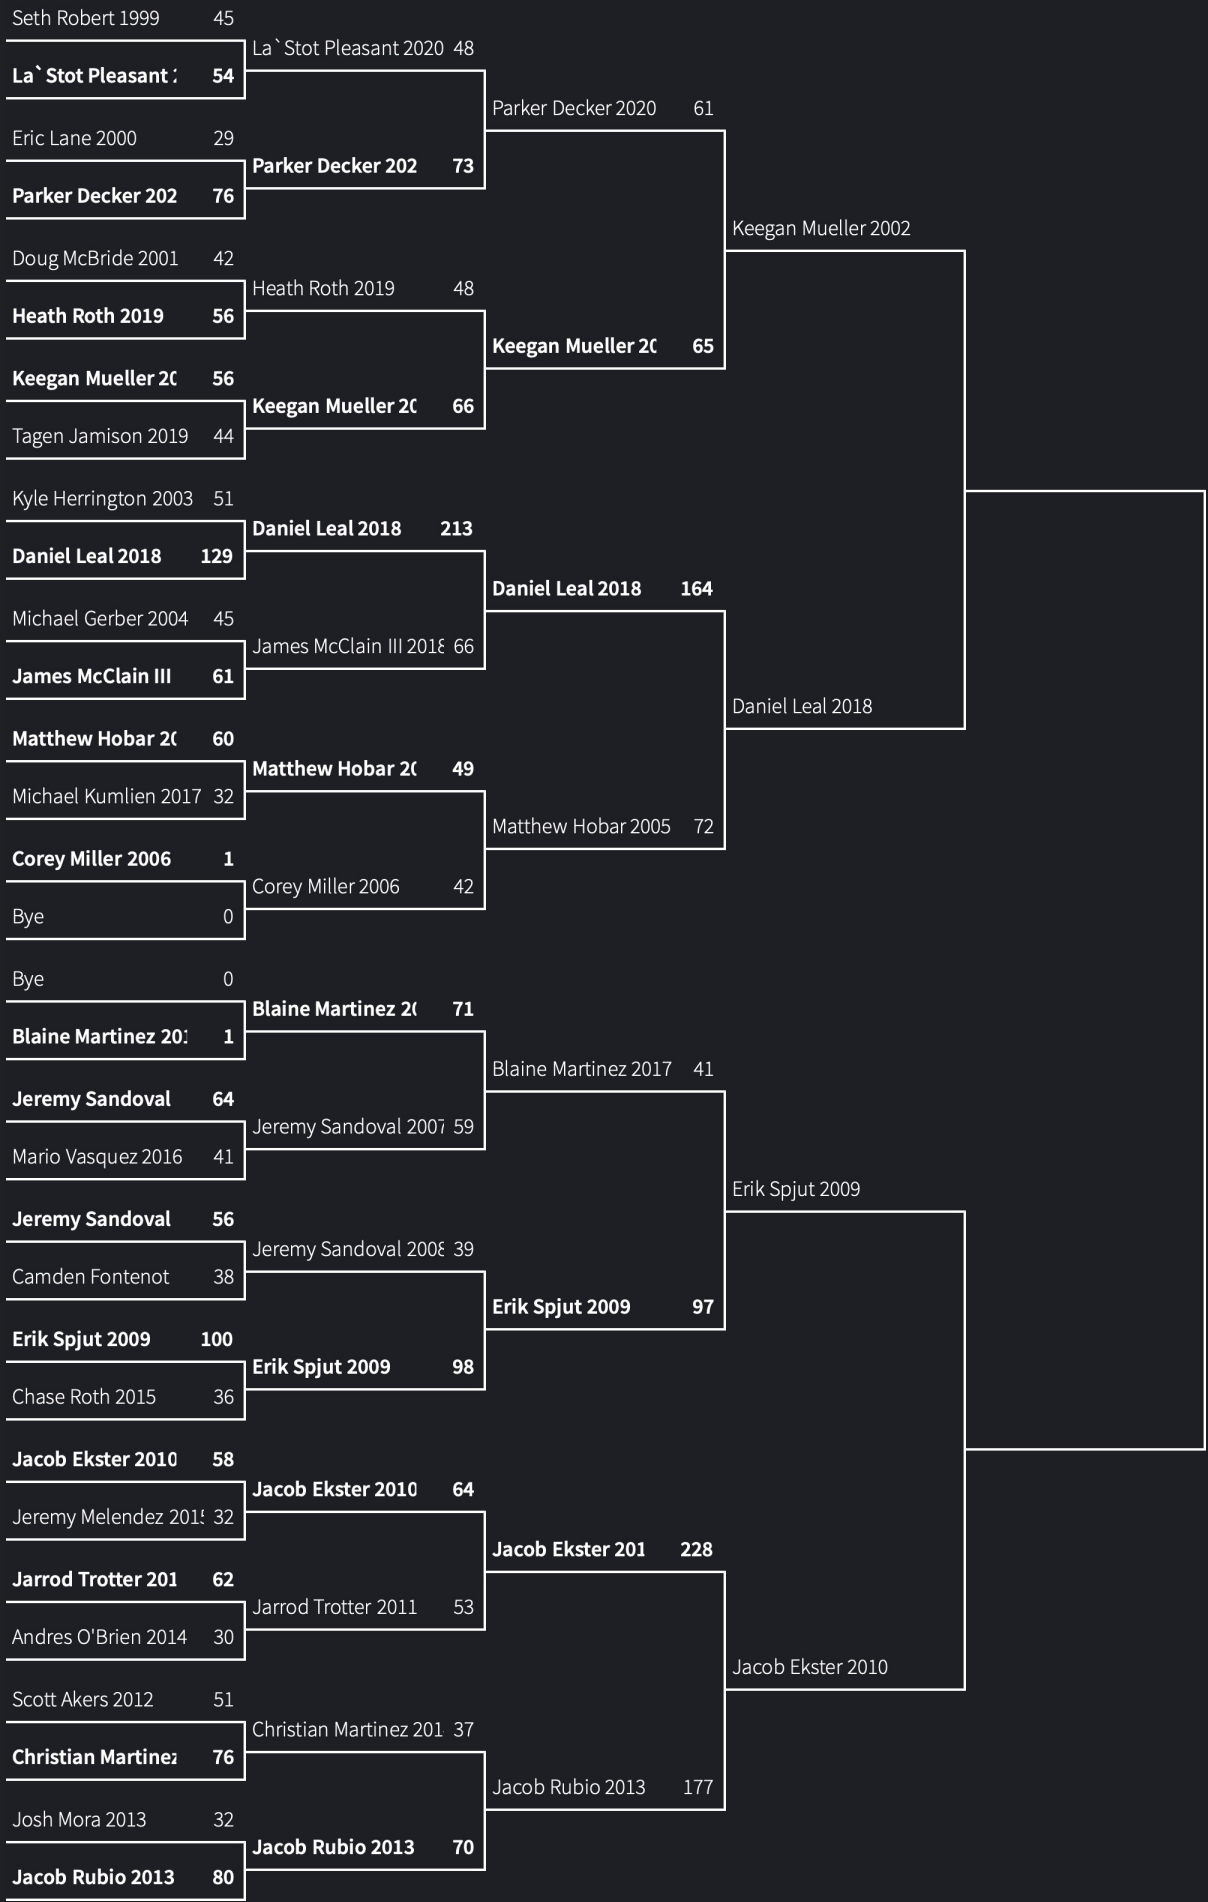 Seth Robert 1999 45
La`Stot Pleasant 2 54
Eric Lane 2000 29
Parker Decker 202 76
Doug McBride 2001 42
Heath Roth 2019 56
Keegan Mueller 20 56
Tagen Jamison 2019 44
Kyle Herrington 2003 51
Daniel Leal 2018 129
Michael Gerber 2004 45
James McClain III 61
Matthew Hobar 20 60
Michael Kumlien 2017 32
Corey Miller 2006 1
Bye 0
Bye 0
Blaine Martinez 201 1
Jeremy Sandoval 64
Mario Vasquez 2016 41
Jeremy Sandoval 56
Camden Fontenot 38
Erik Spjut 2009 100
Chase Roth 2015 36
Jacob Ekster 2010 58
Jeremy Melendez 2015 32
Jarrod Trotter 201 62
Andres O'Brien 2014 30
Scott Akers 2012 51
Christian Martinez 76
Josh Mora 2013 32
Jacob Rubio 2013 80
La`Stot Pleasant 2020 48
Parker Decker 202 73
Heath Roth 2019 48
Keegan Mueller 20 66
Daniel Leal 2018 213
James McClain III 2018 66
Matthew Hobar 20 49
Corey Miller 2006 42
Blaine Martinez 20 71
Jeremy Sandoval 2007 59
Jeremy Sandoval 2008 39
Erik Spjut 2009 98
Jacob Ekster 2010 64
Jarrod Trotter 2011 53
Christian Martinez 201 37
Jacob Rubio 2013 70
Parker Decker 2020 61
Keegan Mueller 20 65
Daniel Leal 2018 164
Matthew Hobar 2005 72
Blaine Martinez 2017 41
Erik Spjut 2009 97
Jacob Ekster 201 228
Jacob Rubio 2013 177
Keegan Mueller 2002
Daniel Leal 2018
Erik Spjut 2009
Jacob Ekster 2010